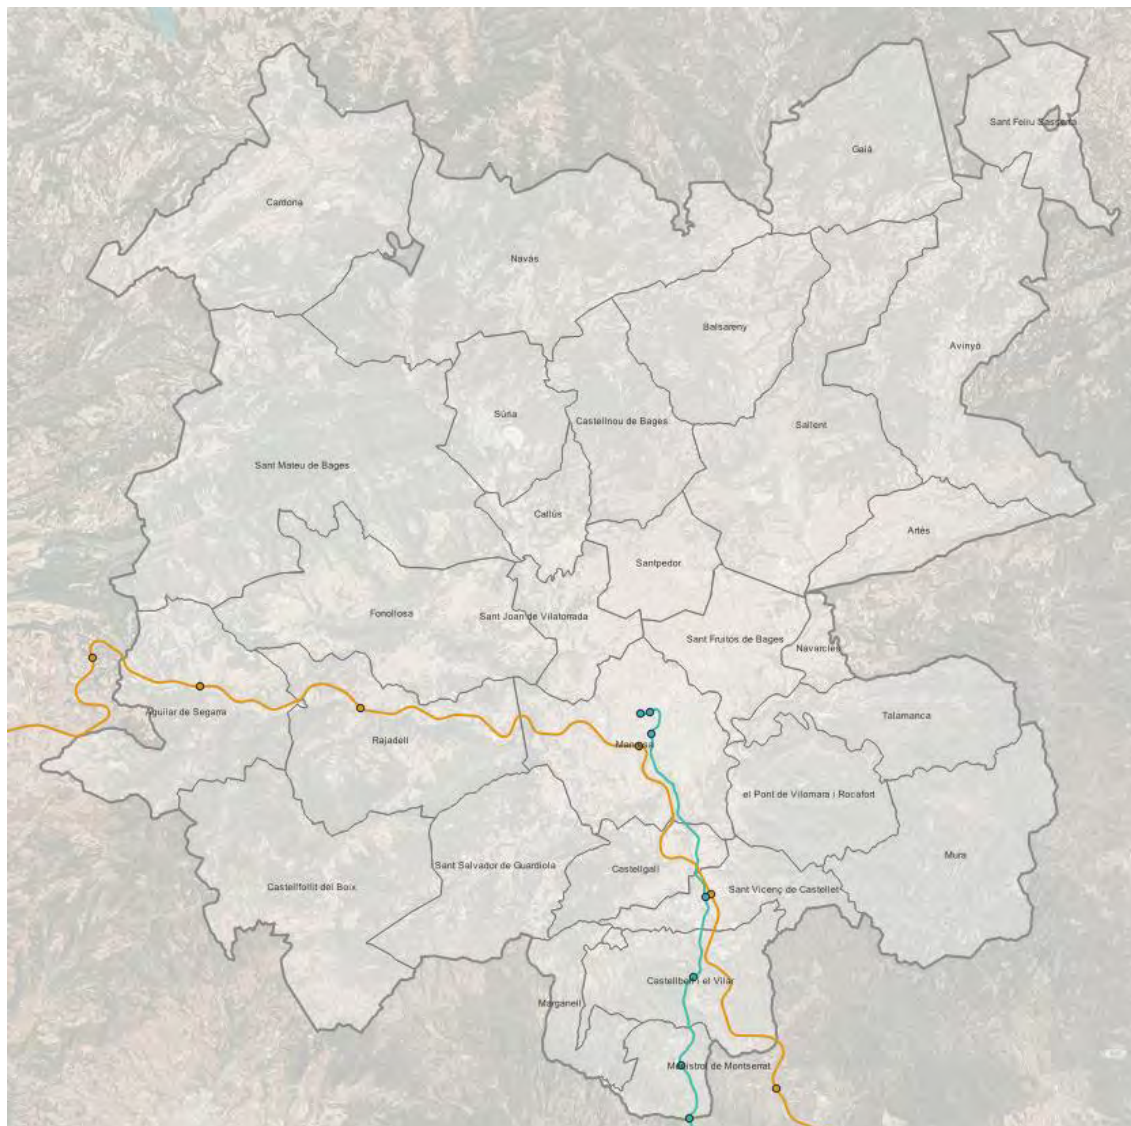 Sant Feliu Sasserra
Gaià
Cardona
Navàs
Balsareny
Avinyó
Súria
Castellnou de Bages
Sallent
Sant Mateu de Bages
Callús
Artés
Santpedor
Fonollosa
Sant Joan de Vilatorrada
Sant Fruitós de Bages
Navarcles
Aguilar de Segarra
Talamanca
Rajadell
Manresa
el Pont de Vilomara i Rocafort
Mura
Sant Salvador de Guardiola
Castellgalí
Castellfollit del Boix
Sant Vicenç de Castellet
Castellbell i el Vilar
Marganell
Monistrol de Montserrat